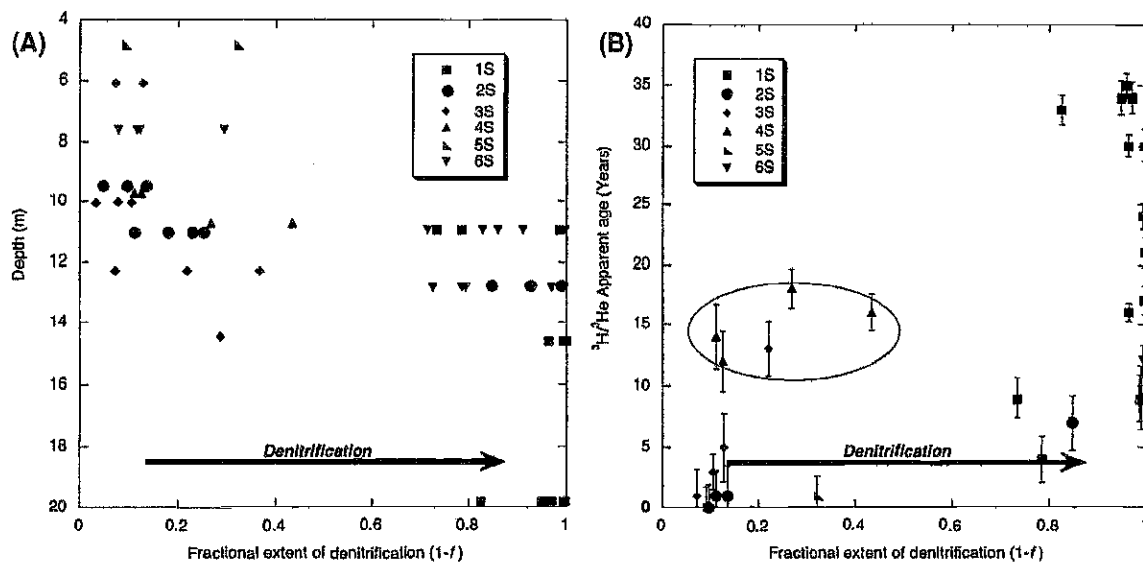 (A)
4
6
8
10
12
14
16
18
20
Depth (m)
1S
2S
3S
4S
5S
6S
Denitrification
0
0.2
0.4
0.6
0.8
1
Fractional extent of denitrification (1-f)
(B)
40
35
30
25
20
15
10
5
0
³H/³He Apparent age (Years)
1S
2S
3S
4S
5S
6S
Denitrification
0
0.2
0.4
0.6
0.8
Fractional extent of denitrification (1-f)